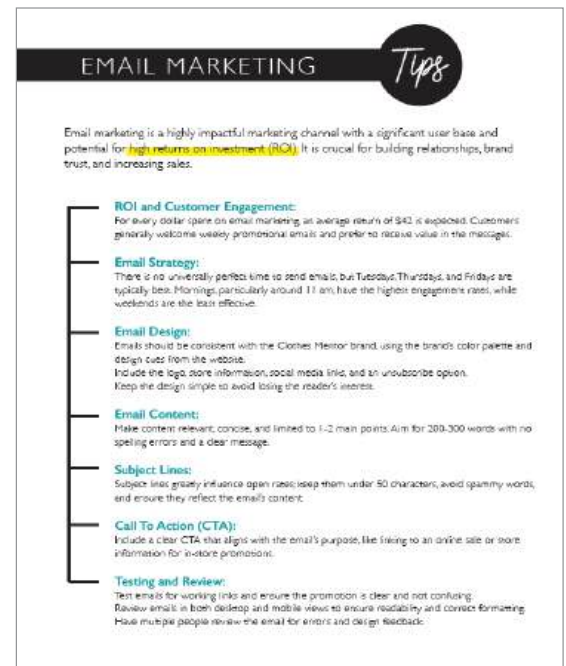 EMAIL MARKETING Tips
Email marketing is a highly impactful marketing channel with a significant user base and
potential for high returns on investment (ROI). It is crucial for building relationships, brand
trust, and increasing sales.
ROI and Customer Engagement:
For every dollar spent on email marketing, an average return of $42 is expected. Customers
generally welcome weekly promotional emails and prefer to receive value in the messages.
Email Strategy:
There is no universally perfect time to send emails, but Tuesdays, Thursdays, and Fridays are
typically best. Mornings, particularly around 11 am, have the highest engagement rates, while
weekends are the least effective.
Email Design:
Emails should be consistent with the Clothes Mentor brand, using the brand's color palette and
design cues from the website.
Include the logo, store information, social media links, and an unsubscribe option.
Keep the design simple to avoid losing the reader's interest.
Email Content:
Make content relevant, concise, and limited to 1-2 main points. Aim for 200-300 words with no
spelling errors and a clear message.
Subject Lines:
Subject lines greatly influence open rates; keep them under 50 characters, avoid spammy words,
and ensure they reflect the email's content.
Call To Action (CTA):
Include a clear CTA that aligns with the email's purpose, like linking to an online sale or store
information for in-store promotions.
Testing and Review:
Test emails for working links and ensure the promotion is clear and not confusing.
Review emails in both desktop and mobile views to ensure readability and correct formatting.
Have multiple people review the email for errors and design feedback.